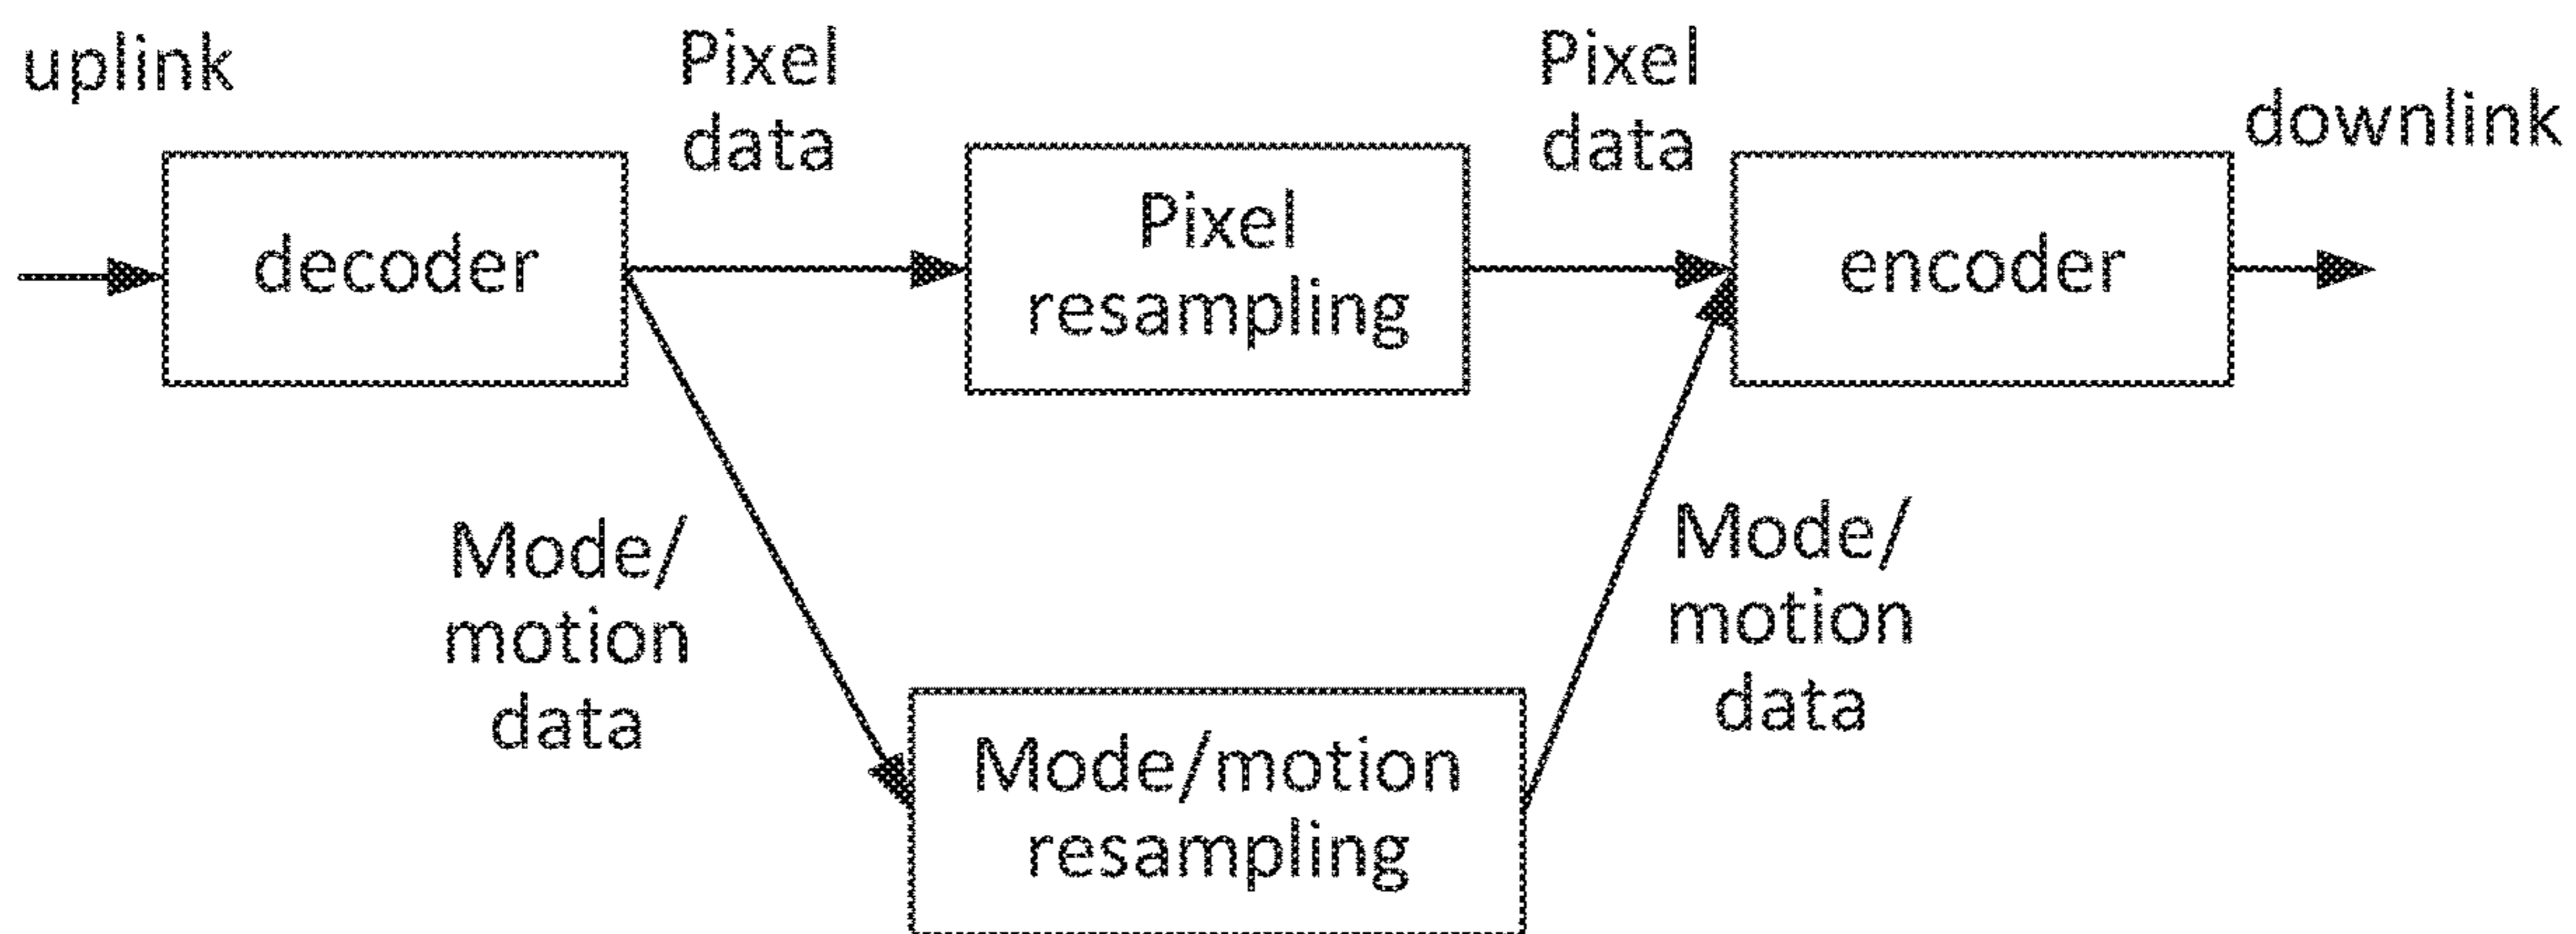 uplink
Pixel
data
Pixel
data
downlink
decoder
Pixel
resampling
encoder
Mode/
motion
data
Mode/
motion
data
Mode/motion
resampling